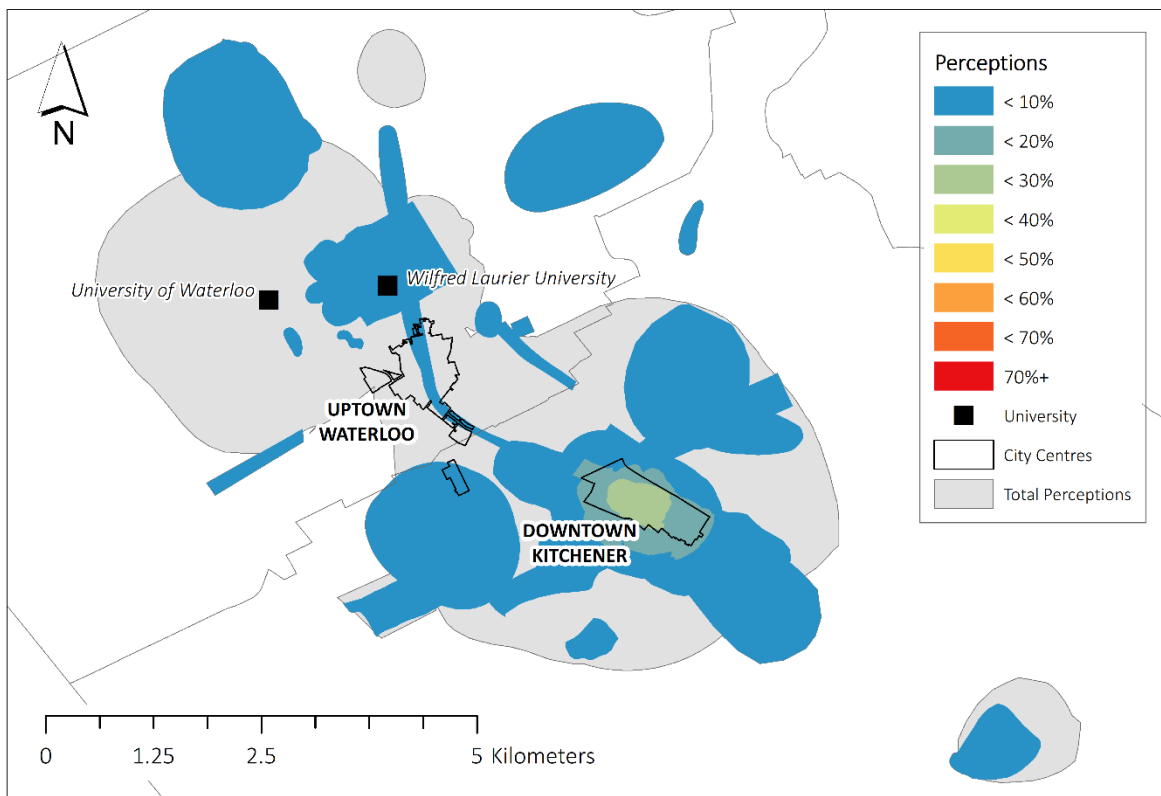 N
University of Waterloo
Wilfred Laurier University
UPTOWN
WATERLOO
DOWNTOWN
KITCHENER
0 1.25 2.5 5 Kilometers
Perceptions
< 10%
< 20%
< 30%
< 40%
< 50%
< 60%
< 70%
70%+
University
City Centres
Total Perceptions